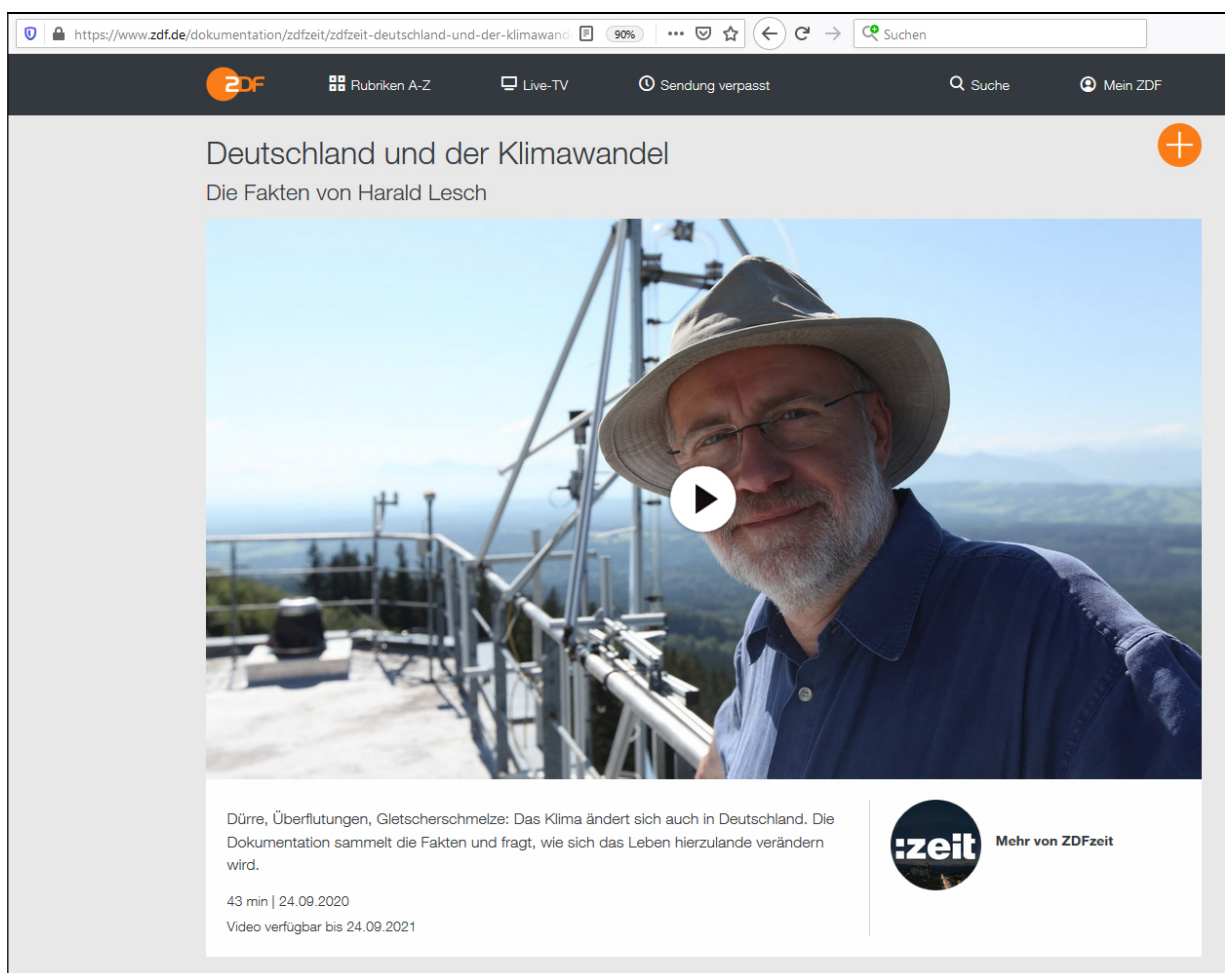 https://www.zdf.de/dokumentation/zdfzeit/zdfzeit-deutschland-und-der-klimawand 90% Suchen
ZDF Rubriken A-Z Live-TV Sendung verpasst Suche Mein ZDF
Deutschland und der Klimawandel
Die Fakten von Harald Lesch
Dürre, Überflutungen, Gletscherschmelze: Das Klima ändert sich auch in Deutschland. Die
Dokumentation sammelt die Fakten und fragt, wie sich das Leben hierzulande verändern
wird.
43 min | 24.09.2020
Video verfügbar bis 24.09.2021
:zeit
Mehr von ZDFzeit